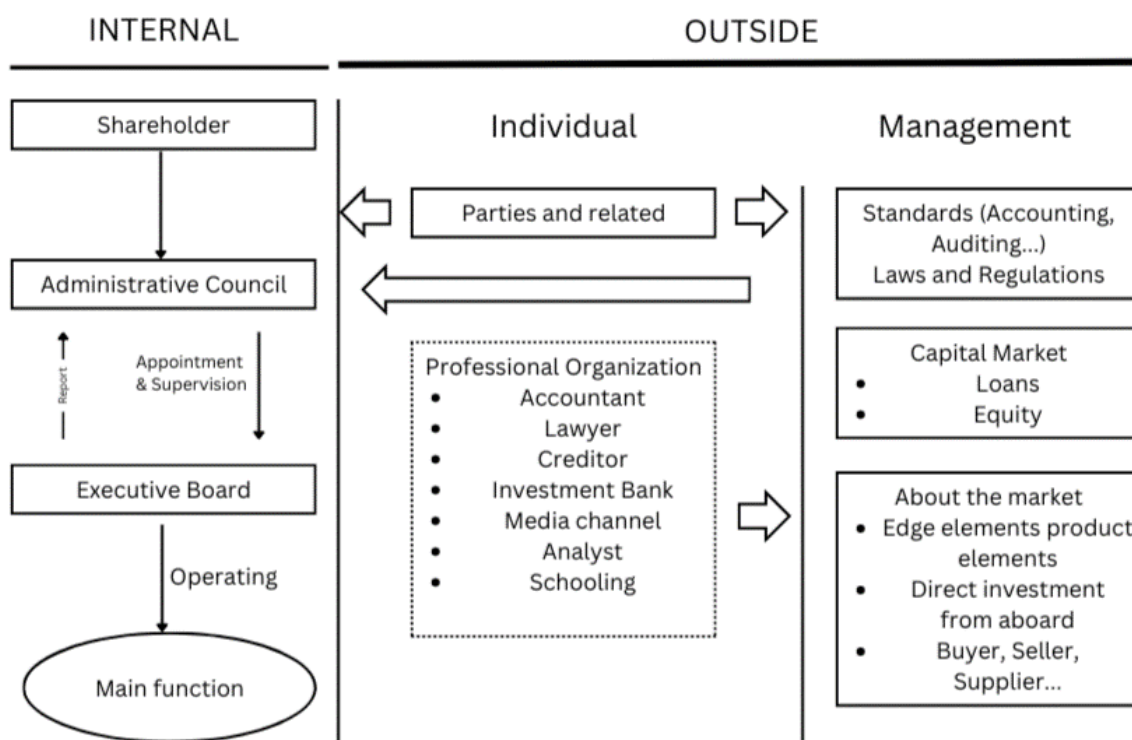 INTERNAL
OUTSIDE
Shareholder
Administrative Council
Report
Appointment
& Supervision
Executive Board
Operating
Main function
Individual
Parties and related
Professional Organization
• Accountant
• Lawyer
• Creditor
• Investment Bank
• Media channel
• Analyst
• Schooling
Management
Standards (Accounting,
Auditing...)
Laws and Regulations
Capital Market
• Loans
• Equity
About the market
• Edge elements product
elements
• Direct investment
from aboard
• Buyer, Seller,
Supplier...